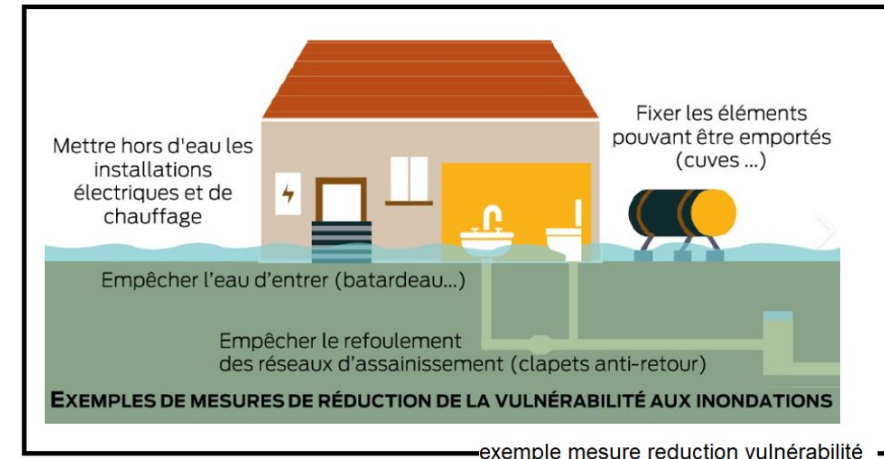 Mettre hors d'eau les
installations
électriques et de
chauffage
Fixer les éléments
pouvant être emportés
(cuves ...)
Empêcher l'eau d'entrer (batardeau...)
Empêcher le refoulement
des réseaux d'assainissement (clapets anti-retour)
EXEMPLES DE MESURES DE RÉDUCTION DE LA VULNÉRABILITÉ AUX INONDATIONS
exemple mesure reduction vulnérabilité